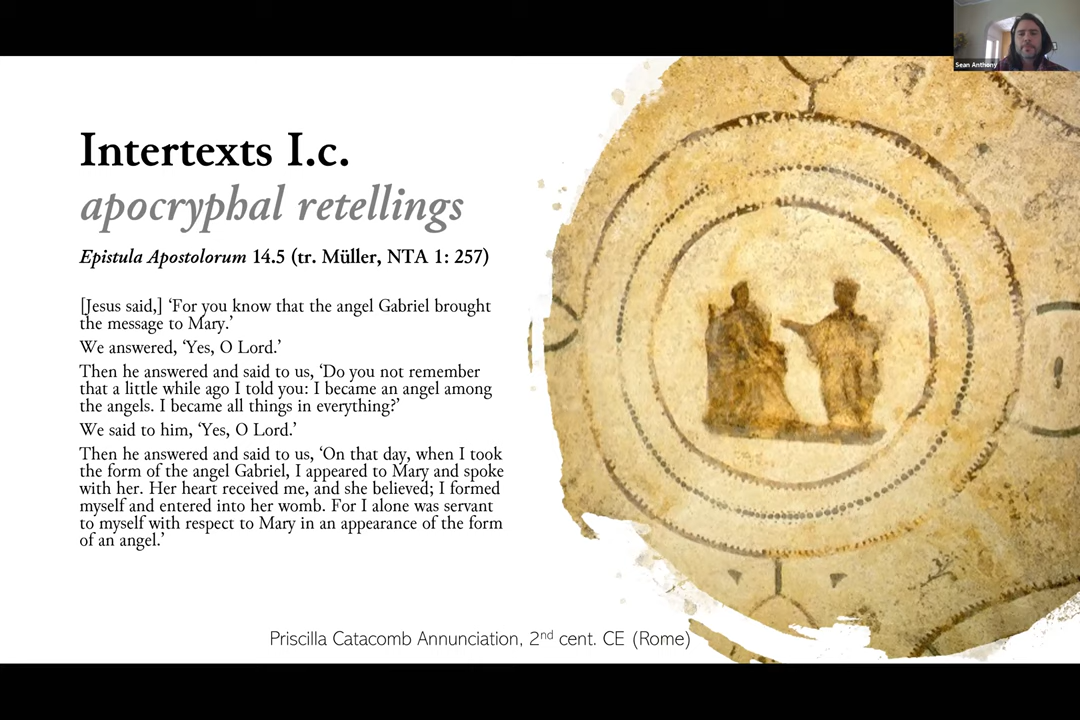 Sean Anthony
Intertexts I.c.
apocryphal retellings
Epistula Apostolorum 14.5 (tr. Müller, NTA 1: 257)
[Jesus said,] ‘For you know that the angel Gabriel brought
the message to Mary.’
We answered, ‘Yes, O Lord.’
Then he answered and said to us, ‘Do you not remember
that a little while ago I told you: I became an angel among
the angels. I became all things in everything?’
We said to him, ‘Yes, O Lord.’
Then he answered and said to us, ‘On that day, when I took
the form of the angel Gabriel, I appeared to Mary and spoke
with her. Her heart received me, and she believed; I formed
myself and entered into her womb. For I alone was servant
to myself with respect to Mary in an appearance of the form
of an angel.’
Priscilla Catacomb Annunciation, 2nd cent. CE (Rome)